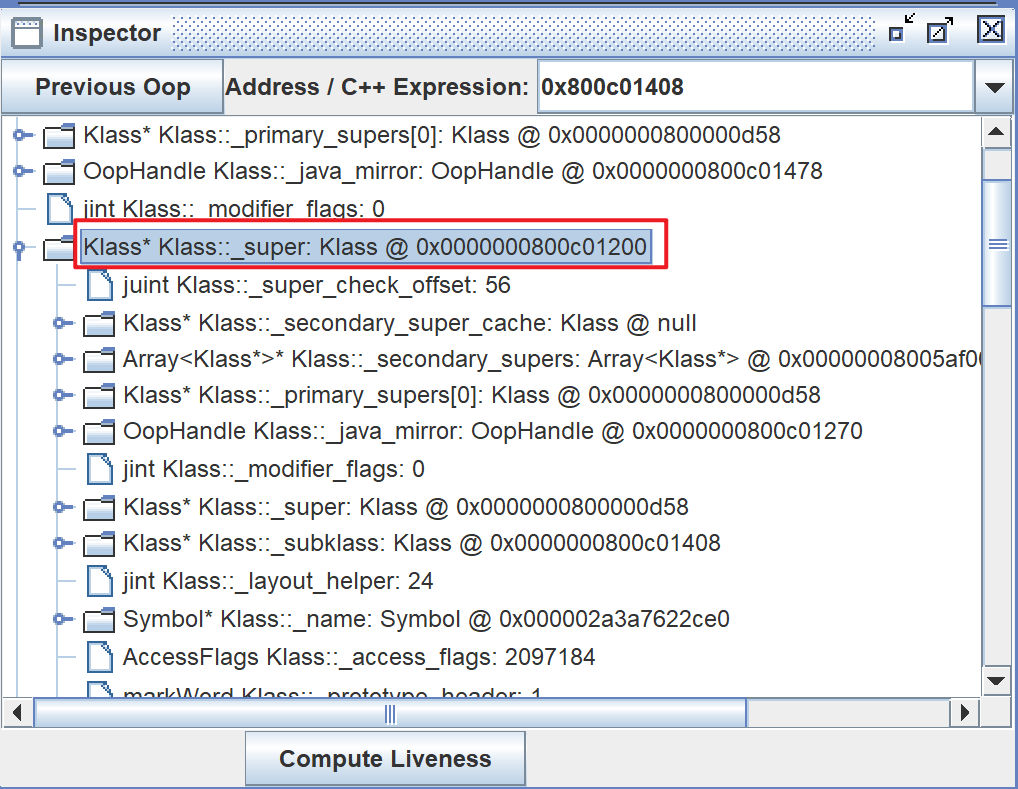 Inspector
Previous Oop Address / C++ Expression: 0x800c01408
Klass* Klass::_primary_supers[0]: Klass @ 0x0000000800000d58
OopHandle Klass::_java_mirror: OopHandle @ 0x0000000800c01478
jint Klass::_modifier_flags: 0
Klass* Klass::_super: Klass @ 0x0000000800c01200
juint Klass::_super_check_offset: 56
Klass* Klass::_secondary_super_cache: Klass @ null
Array<Klass*>* Klass::_secondary_supers: Array<Klass*> @ 0x00000008005af0
Klass* Klass::_primary_supers[0]: Klass @ 0x0000000800000d58
OopHandle Klass::_java_mirror: OopHandle @ 0x0000000800c01270
jint Klass::_modifier_flags: 0
Klass* Klass::_super: Klass @ 0x0000000800000d58
Klass* Klass::_subklass: Klass @ 0x0000000800c01408
jint Klass::_layout_helper: 24
Symbol* Klass::_name: Symbol @ 0x000002a3a7622ce0
AccessFlags Klass::_access_flags: 2097184
markWord Klass::_prototype_header: 1
Compute Liveness